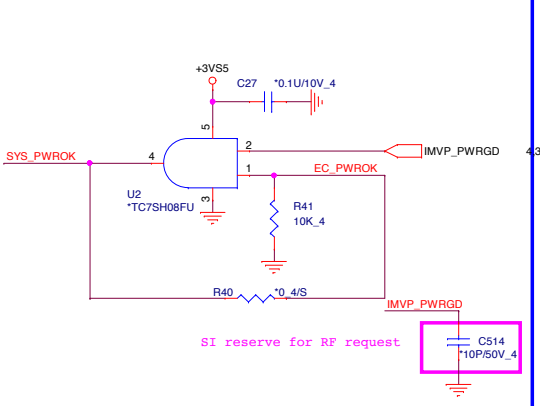 +3VS5
C27 *0.1U/10V_4
5
2 IMVP_PWRGD
SYS_PWROK 4
1 EC_PWROK
U2
*TC7SH08FU
3
R41
10K_4
R40 *0_4/S
IMVP_PWRGD
SI reserve for RF request
C514
*10P/50V_4